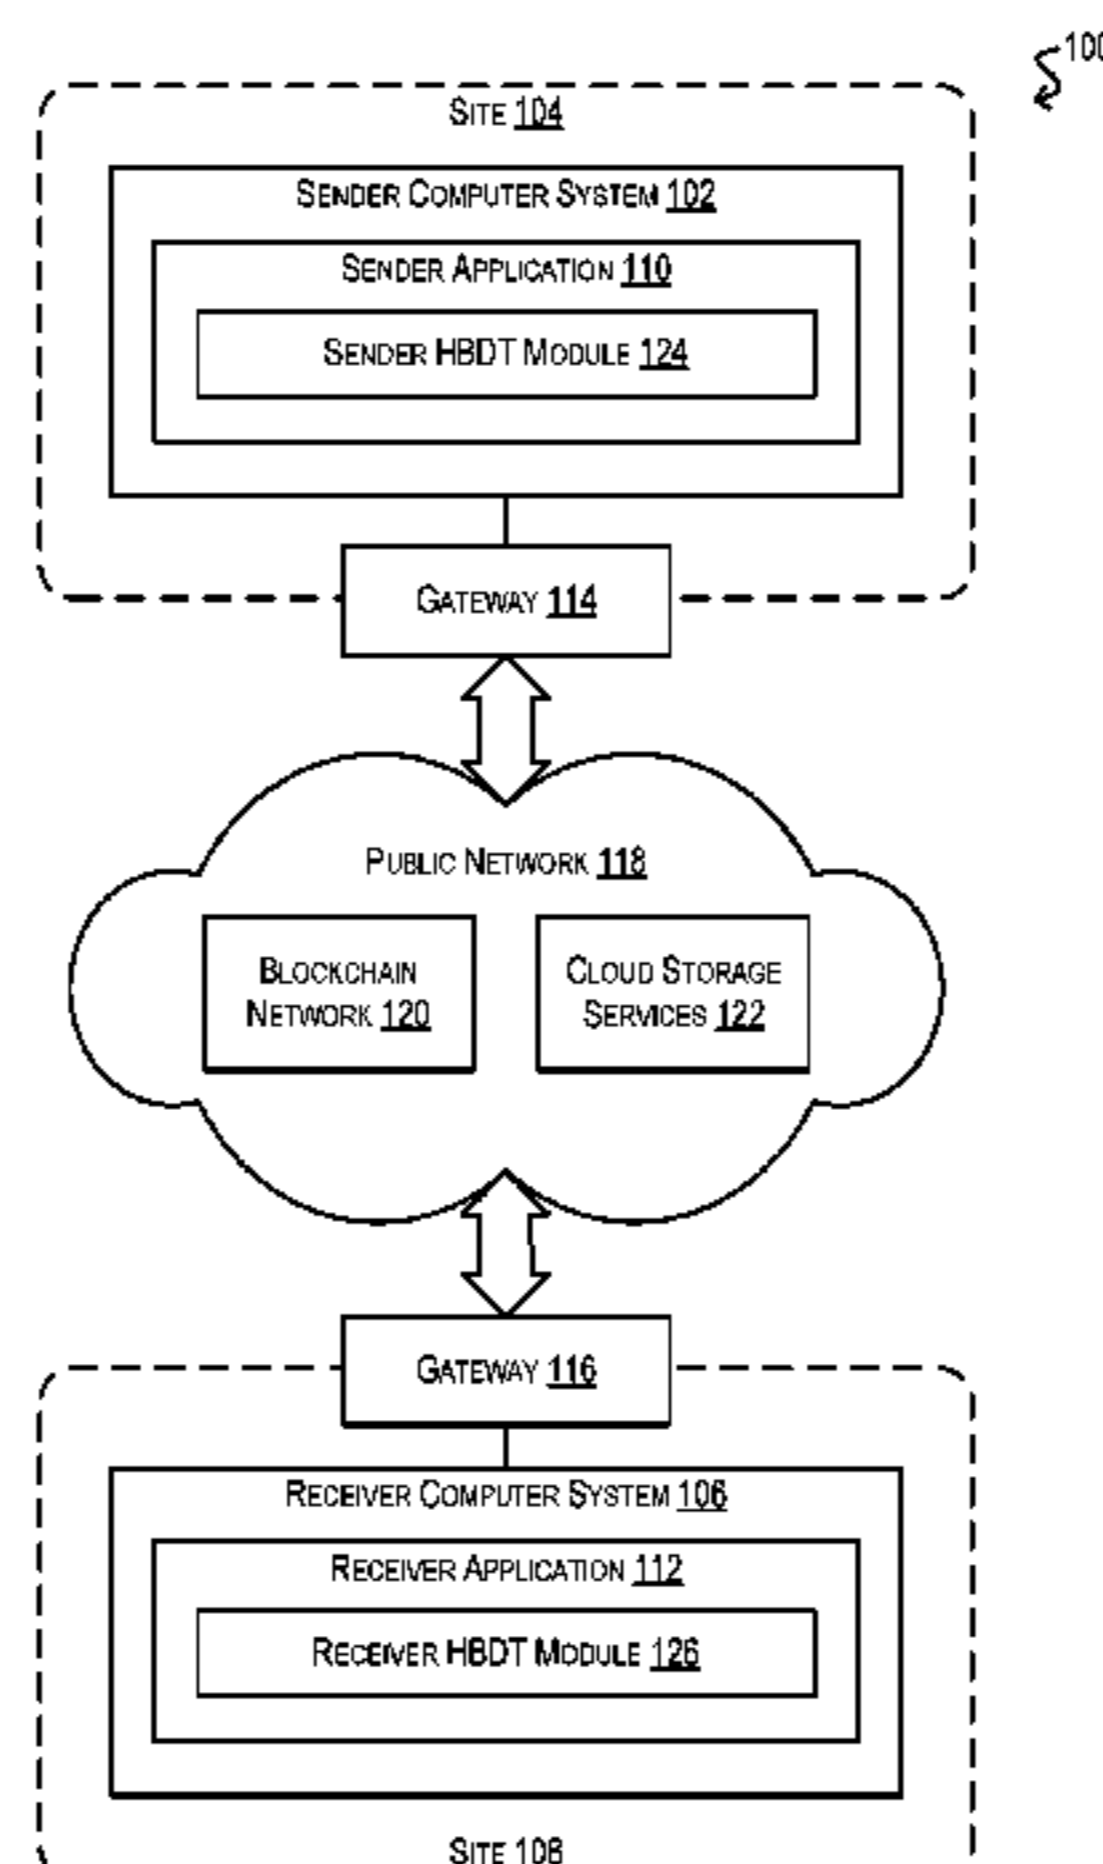 100
SITE 104
SENDER COMPUTER SYSTEM 102
SENDER APPLICATION 110
SENDER HBDT MODULE 124
GATEWAY 114
PUBLIC NETWORK 118
BLOCKCHAIN
NETWORK 120
CLOUD STORAGE
SERVICES 122
GATEWAY 116
RECEIVER COMPUTER SYSTEM 106
RECEIVER APPLICATION 112
RECEIVER HBDT MODULE 126
SITE 108